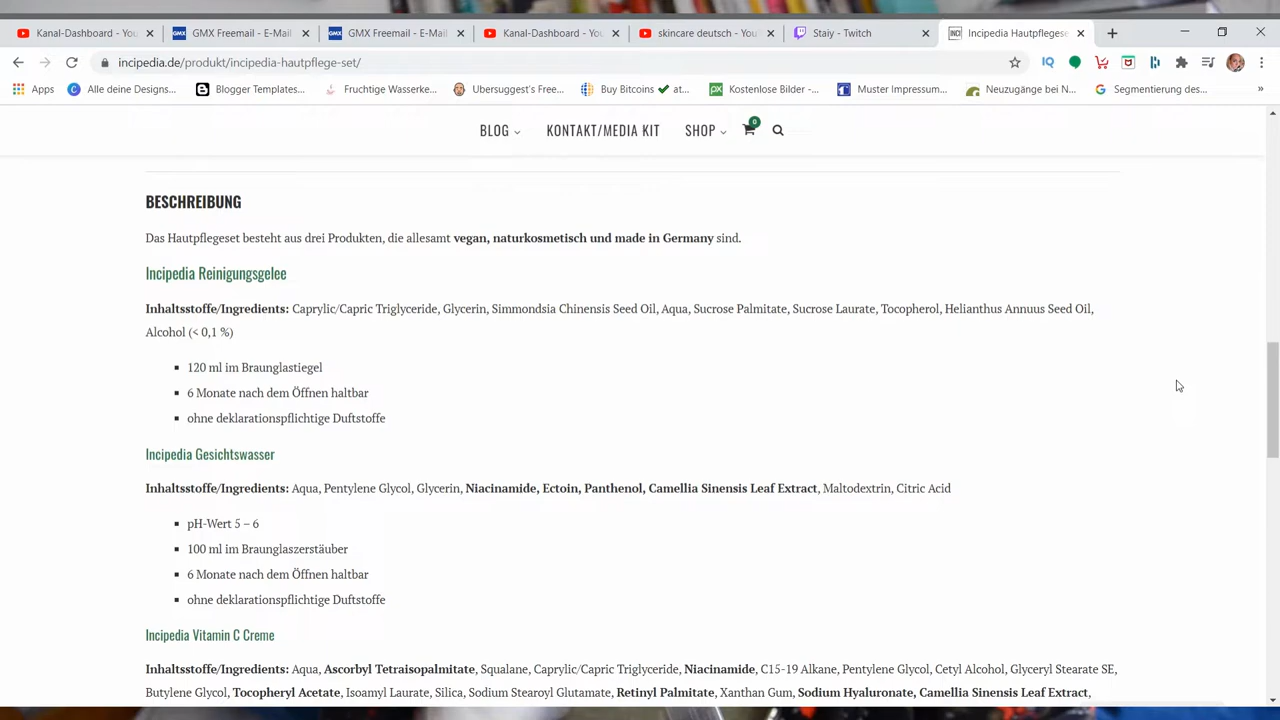 Kanal-Dashboard - You
GMX Freemail - E-Mail
GMX Freemail - E-Mail
Kanal-Dashboard - You
skincare deutsch - You
Staiy - Twitch
Incipedia Hautpflegese
incipedia.de/produkt/incipedia-hautpflege-set/
Apps
Alle deine Designs...
Blogger Templates...
Fruchtige Wasserke...
Ubersuggest's Free...
Buy Bitcoins ✔ at...
Kostenlose Bilder -...
Muster Impressum...
Neuzugänge bei N...
Segmentierung des...
BLOG
KONTAKT/MEDIA KIT
SHOP
0
BESCHREIBUNG
Das Hautpflegeset besteht aus drei Produkten, die allesamt vegan, naturkosmetisch und made in Germany sind.
Incipedia Reinigungsgelee
Inhaltsstoffe/Ingredients: Caprylic/Capric Triglyceride, Glycerin, Simmondsia Chinensis Seed Oil, Aqua, Sucrose Palmitate, Sucrose Laurate, Tocopherol, Helianthus Annuus Seed Oil,
Alcohol (< 0,1 %)
120 ml im Braunglastiegel
6 Monate nach dem Öffnen haltbar
ohne deklarationspflichtige Duftstoffe
Incipedia Gesichtswasser
Inhaltsstoffe/Ingredients: Aqua, Pentylene Glycol, Glycerin, Niacinamide, Ectoin, Panthenol, Camellia Sinensis Leaf Extract, Maltodextrin, Citric Acid
pH-Wert 5 – 6
100 ml im Braunglaszerstäuber
6 Monate nach dem Öffnen haltbar
ohne deklarationspflichtige Duftstoffe
Incipedia Vitamin C Creme
Inhaltsstoffe/Ingredients: Aqua, Ascorbyl Tetraisopalmitate, Squalane, Caprylic/Capric Triglyceride, Niacinamide, C15-19 Alkane, Pentylene Glycol, Cetyl Alcohol, Glyceryl Stearate SE,
Butylene Glycol, Tocopheryl Acetate, Isoamyl Laurate, Silica, Sodium Stearoyl Glutamate, Retinyl Palmitate, Xanthan Gum, Sodium Hyaluronate, Camellia Sinensis Leaf Extract,